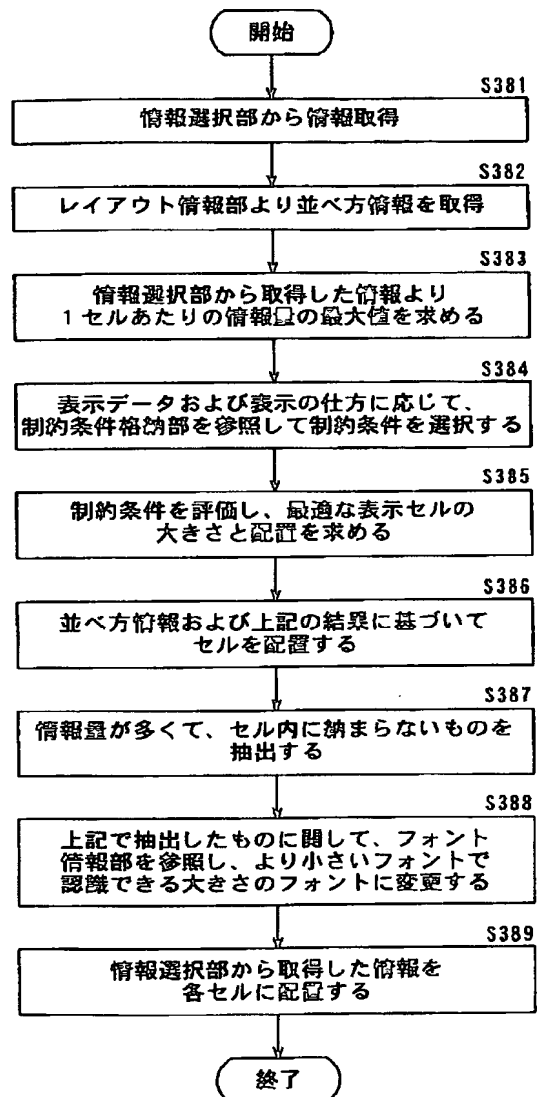 開始
S381
情報選択部から情報取得
S382
レイアウト情報部より並べ方情報を取得
S383
情報選択部から取得した情報より
1セルあたりの情報量の最大値を求める
S384
表示データおよび表示の仕方に応じて、
制約条件格納部を参照して制約条件を選択する
S385
制約条件を評価し、最適な表示セルの
大きさと配置を求める
S386
並べ方情報および上記の結果に基づいて
セルを配置する
S387
情報量が多くて、セル内に納まらないものを
抽出する
S388
上記で抽出したものに関して、フォント
情報部を参照し、より小さいフォントで
認識できる大きさのフォントに変更する
S389
情報選択部から取得した情報を
各セルに配置する
終了